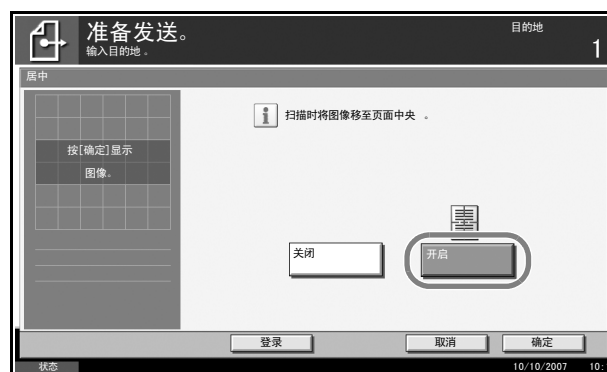 准备发送。
目的地
输入目的地。
1
居中
扫描时将图像移至页面中央 。
按[确定]显示
图像。
关闭
开启
登录
取消
确定
状态
10/10/2007 10: